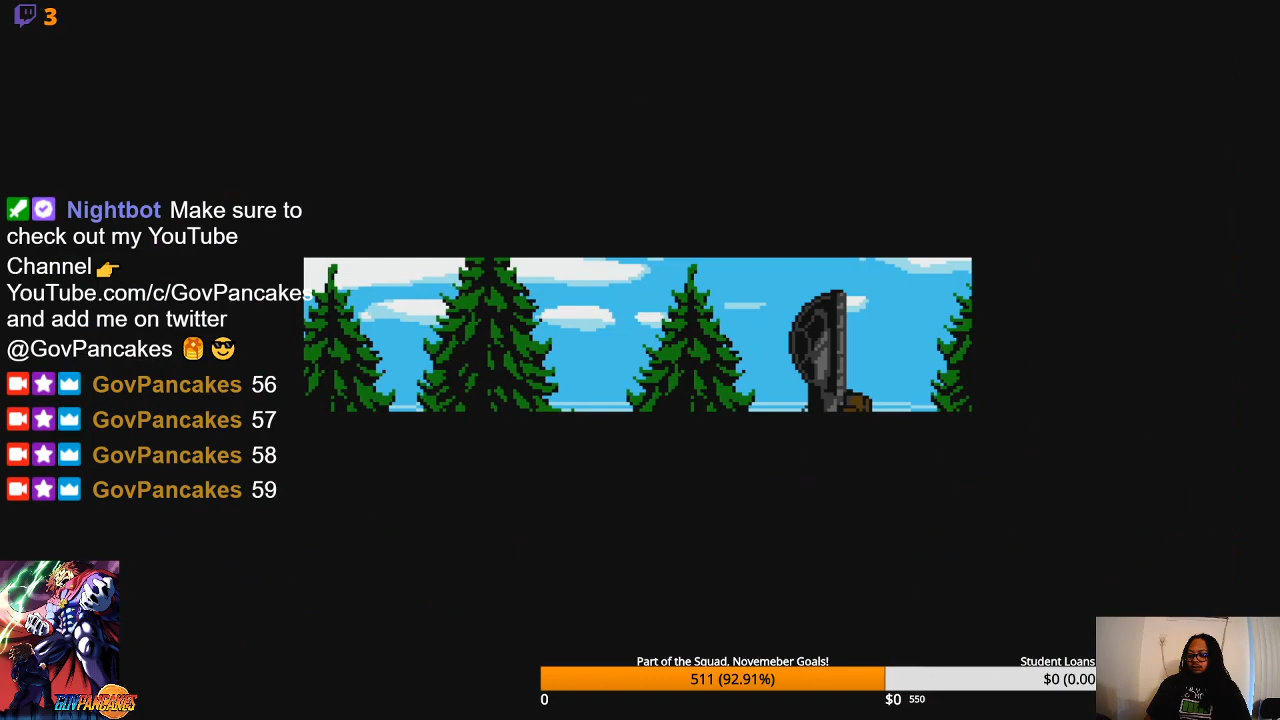 3
Nightbot Make sure to
check out my YouTube
Channel👉
YouTube.com/c/GovPancakes
and add me on twitter
@GovPancakes 🥞 😎
GovPancakes 56
GovPancakes 57
GovPancakes 58
GovPancakes 59
GOVPANCAKES
Part of the Squad, Novemeber Goals!
511 (92.91%)
0
550
Student Loans
$0 (0.00
$0